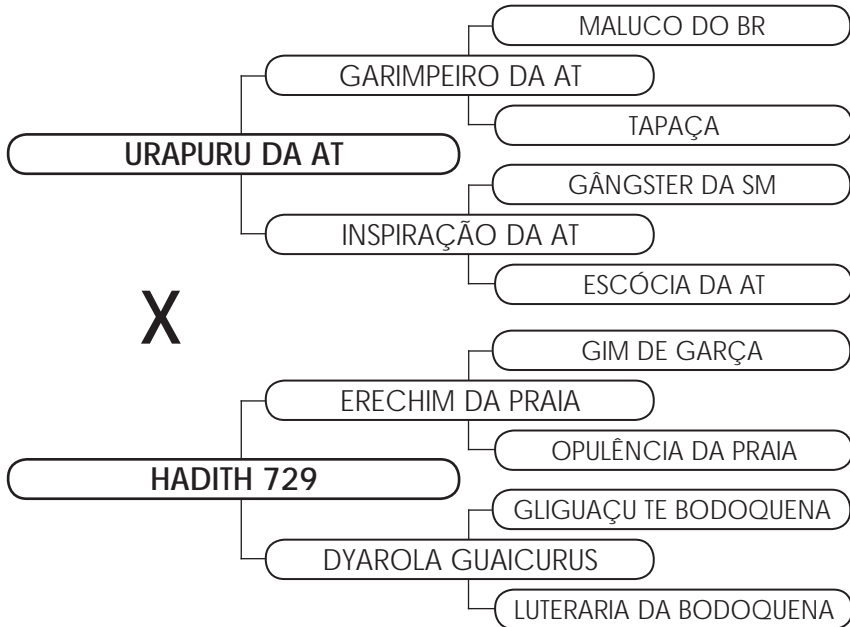 MALUCO DO BR
GARIMPEIRO DA AT
TAPAÇA
URAPURU DA AT
GÂNGSTER DA SM
INSPIRAÇÃO DA AT
ESCÓCIA DA AT
X
GIM DE GARÇA
ERECHIM DA PRAIA
OPULÊNCIA DA PRAIA
HADITH 729
GLIGUAÇU TE BODOQUENA
DYAROLA GUAICURUS
LUTERARIA DA BODOQUENA